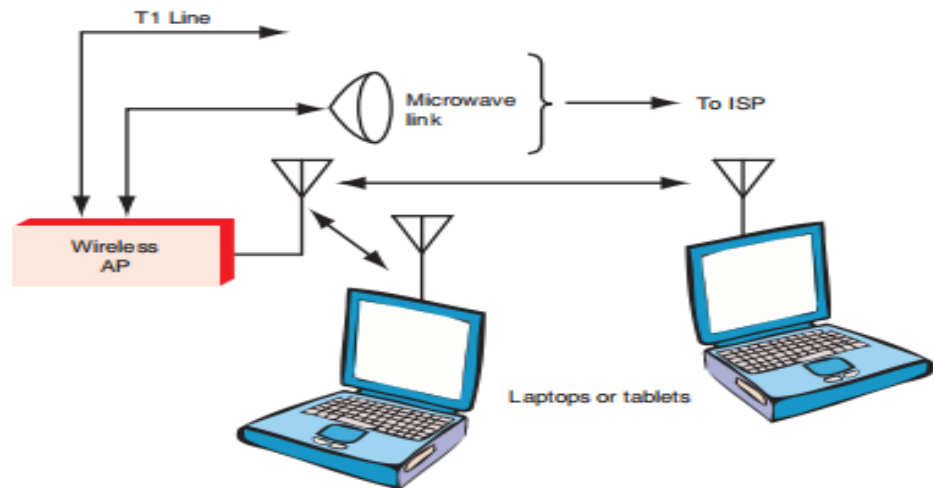 T1 Line
Microwave
link
To ISP
Wireless
AP
Laptops or tablets